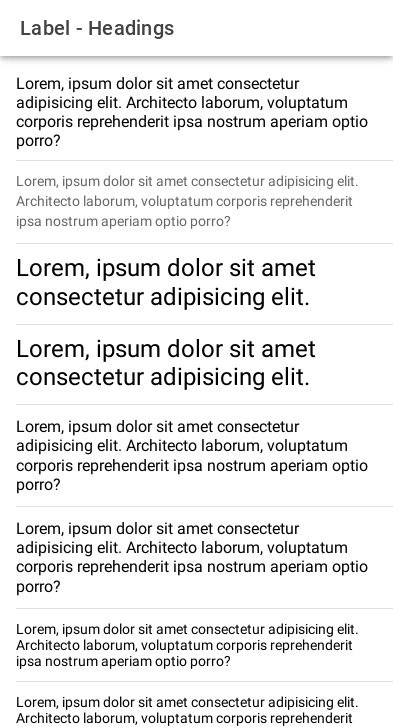 Label - Headings
Lorem, ipsum dolor sit amet consectetur
adipisicing elit. Architecto laborum, voluptatum
corporis reprehenderit ipsa nostrum aperiam optio
porro?
Lorem, ipsum dolor sit amet consectetur adipisicing elit.
Architecto laborum, voluptatum corporis reprehenderit
ipsa nostrum aperiam optio porro?
Lorem, ipsum dolor sit amet
consectetur adipisicing elit.
Lorem, ipsum dolor sit amet
consectetur adipisicing elit.
Lorem, ipsum dolor sit amet consectetur
adipisicing elit. Architecto laborum, voluptatum
corporis reprehenderit ipsa nostrum aperiam optio
porro?
Lorem, ipsum dolor sit amet consectetur
adipisicing elit. Architecto laborum, voluptatum
corporis reprehenderit ipsa nostrum aperiam optio
porro?
Lorem, ipsum dolor sit amet consectetur adipisicing elit.
Architecto laborum, voluptatum corporis reprehenderit
ipsa nostrum aperiam optio porro?
Lorem, ipsum dolor sit amet consectetur adipisicing elit.
Architecto laborum, voluptatum corporis reprehenderit